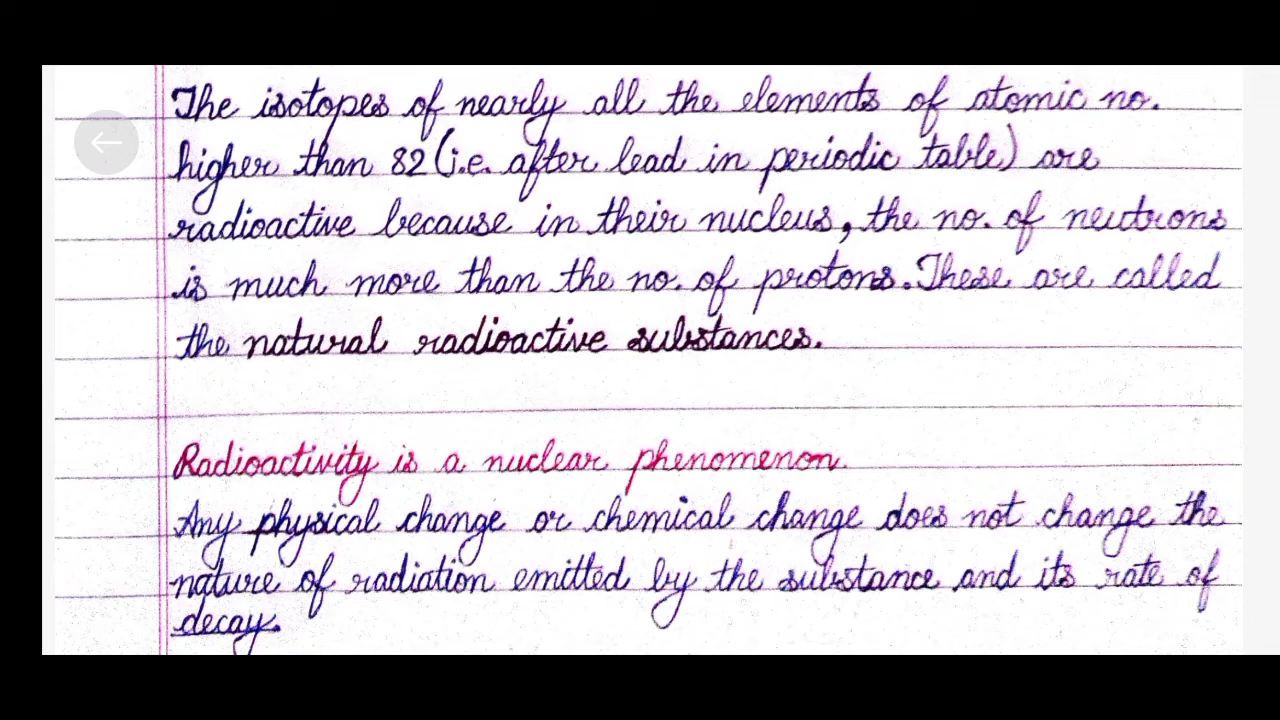 The isotopes of nearly all the elements of atomic no.
higher than 82 (i.e. after lead in periodic table) are
radioactive because in their nucleus, the no. of neutrons
is much more than the no. of protons. These are called
the natural radioactive substances.
Radioactivity is a nuclear phenomenon.
Any physical change or chemical change does not change the
nature of radiation emitted by the substance and its rate of
decay.